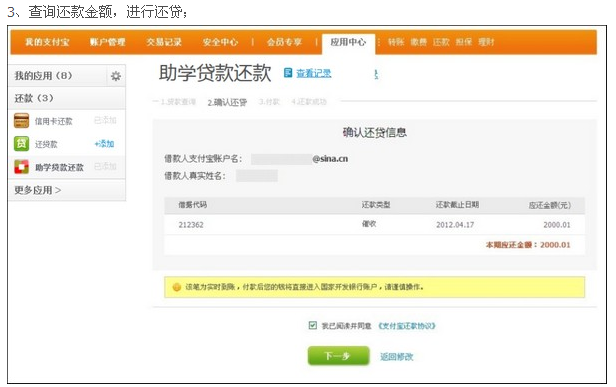 3、查询还款金额，进行还贷；
我的支付宝 账户管理 交易记录 安全中心 会员专享 应用中心 转账 缴费 还款 担保 理财
我的应用（8）
还款（3）
信用卡还款 已添加
还贷款 +添加
助学贷款还款 已添加
更多应用 >
助学贷款还款 查看记录
1.贷款查询 2.确认还贷 3.付款 4.还款成功
确认还贷信息
借款人支付宝账户名： @sina.cn
借款人真实姓名：
借据代码 还款类型 还款截止日期 应还金额(元)
212362 催收 2012.04.17 2000.01
本期应还金额：2000.01
该笔为实时到账，付款后您的钱将直接进入国家开发银行账户，请谨慎操作。
我已阅读并同意 《支付宝还款协议》
下一步 返回修改